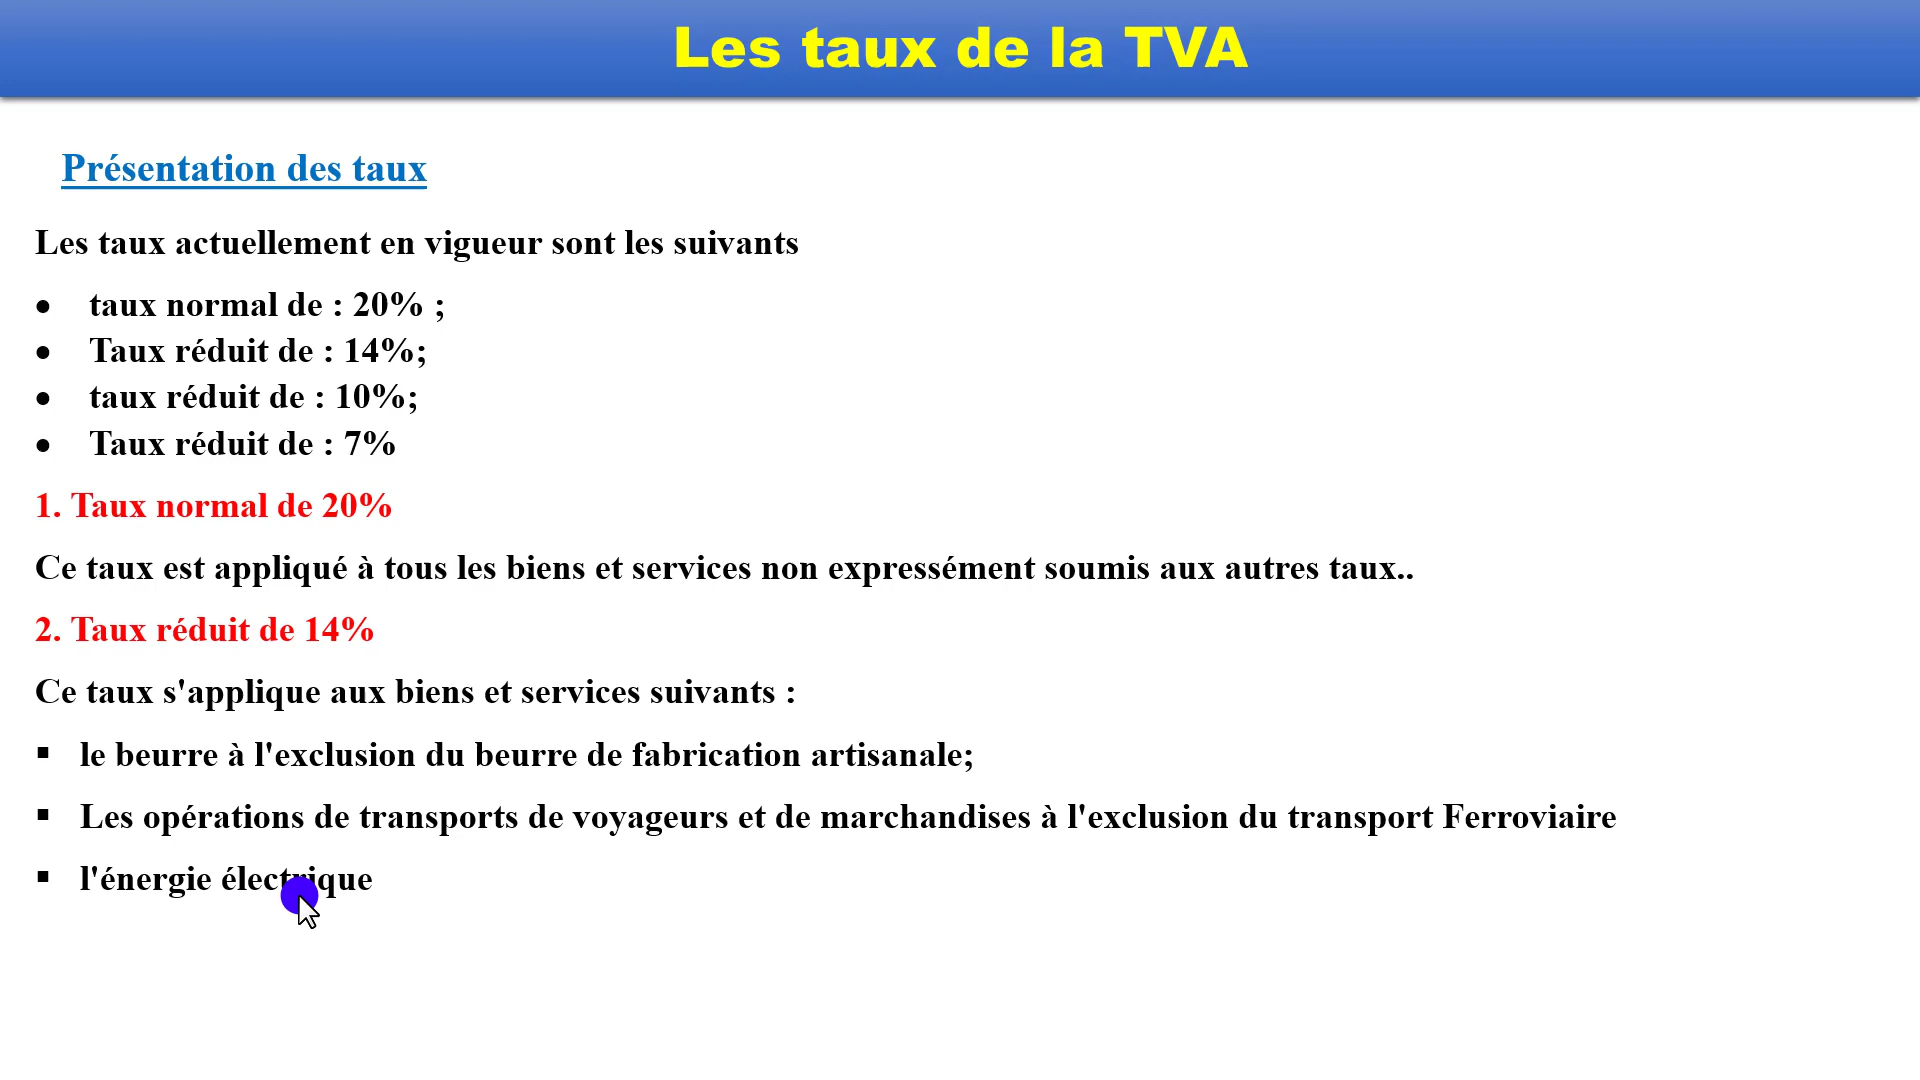 Les taux de la TVA
Présentation des taux
Les taux actuellement en vigueur sont les suivants
• taux normal de : 20% ;
• Taux réduit de : 14%;
• taux réduit de : 10%;
• Taux réduit de : 7%
1. Taux normal de 20%
Ce taux est appliqué à tous les biens et services non expressément soumis aux autres taux..
2. Taux réduit de 14%
Ce taux s'applique aux biens et services suivants :
▪ le beurre à l'exclusion du beurre de fabrication artisanale;
▪ Les opérations de transports de voyageurs et de marchandises à l'exclusion du transport Ferroviaire
▪ l'énergie électrique